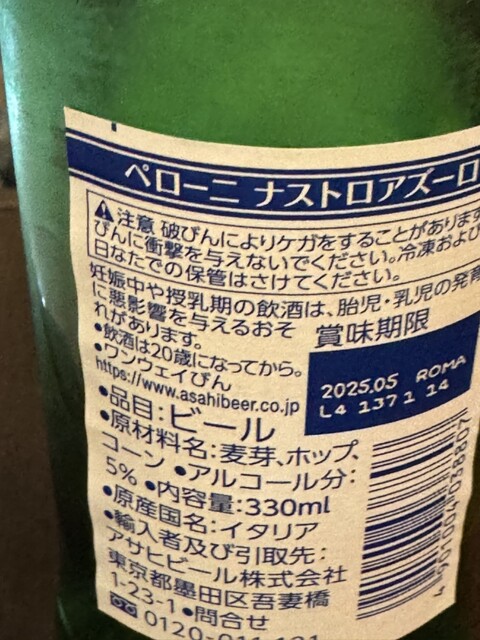 ペローニ ナストロアズーロ
注意 破びんによりケガをすることがあります
びんに衝撃を与えないでください。冷凍および
日なたでの保管はさけてください。
妊娠中や授乳期の飲酒は、胎児・乳児の発育
に悪影響を与えるおそ
れがあります。
•飲酒は20歳になってから。
•ワンウェイびん
https://www.asahibeer.co.jp
賞味期限
2025.05 ROMA
L4 1371 14
•品目:ビール
•原材料名:麦芽、ホップ、
コーン •アルコール分:
5% •内容量:330ml
•原産国名:イタリア
•輸入者及び引取先:
アサヒビール株式会社
東京都墨田区吾妻橋
1-23-1 •問合せ
0120-011-121